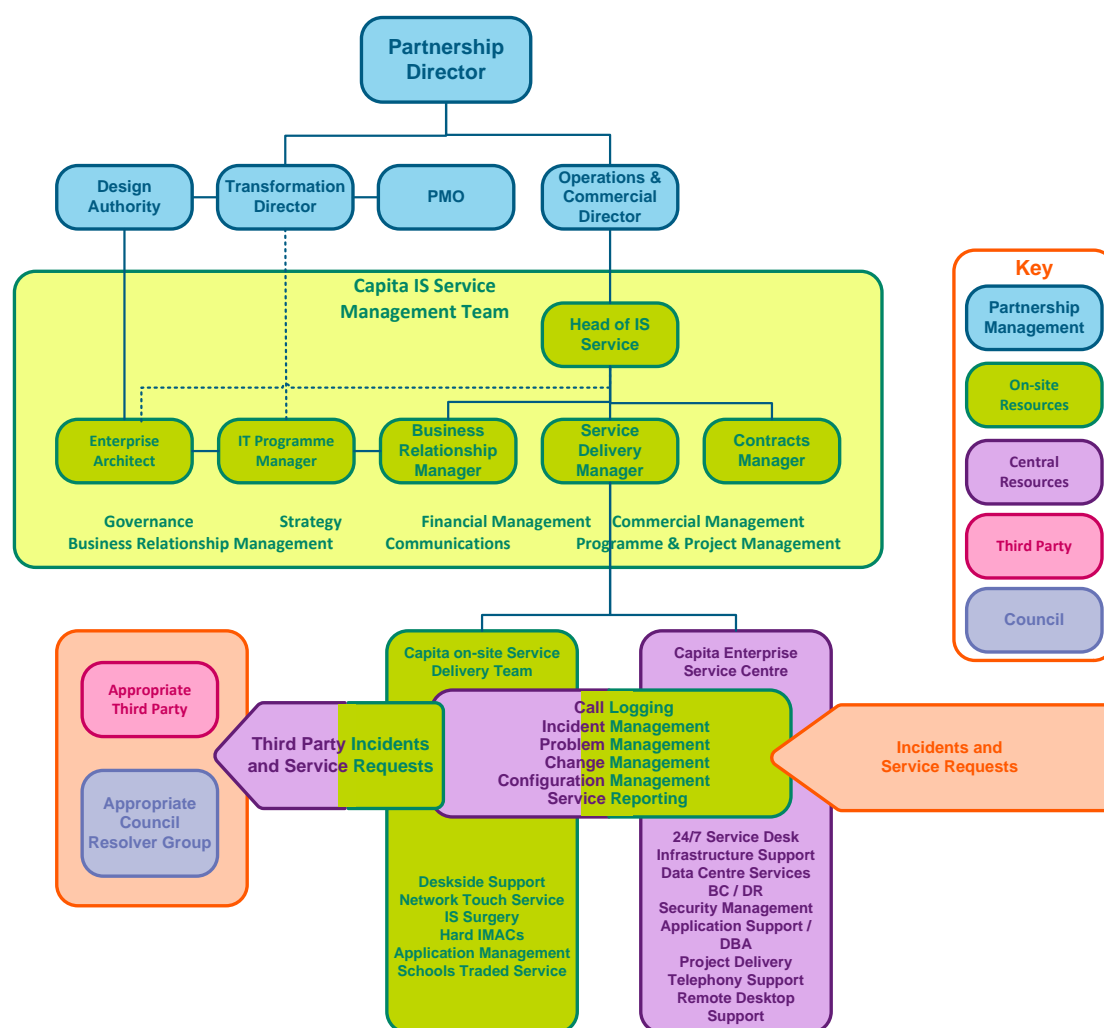 Partnership
Director
Design
Authority
Transformation
Director
PMO
Operations &
Commercial
Director
Capita IS Service
Management Team
Head of IS
Service
Enterprise
Architect
IT Programme
Manager
Business
Relationship
Manager
Service
Delivery
Manager
Contracts
Manager
Governance Strategy Financial Management Commercial Management
Business Relationship Management Communications Programme & Project Management
Key
Partnership
Management
On-site
Resources
Central
Resources
Third Party
Council
Appropriate
Third Party
Appropriate
Council
Resolver Group
Third Party Incidents
and Service Requests
Capita on-site Service
Delivery Team
Capita Enterprise
Service Centre
Call Logging
Incident Management
Problem Management
Change Management
Configuration Management
Service Reporting
Incidents and
Service Requests
Deskside Support
Network Touch Service
IS Surgery
Hard IMACs
Application Management
Schools Traded Service
24/7 Service Desk
Infrastructure Support
Data Centre Services
BC / DR
Security Management
Application Support /
DBA
Project Delivery
Telephony Support
Remote Desktop
Support